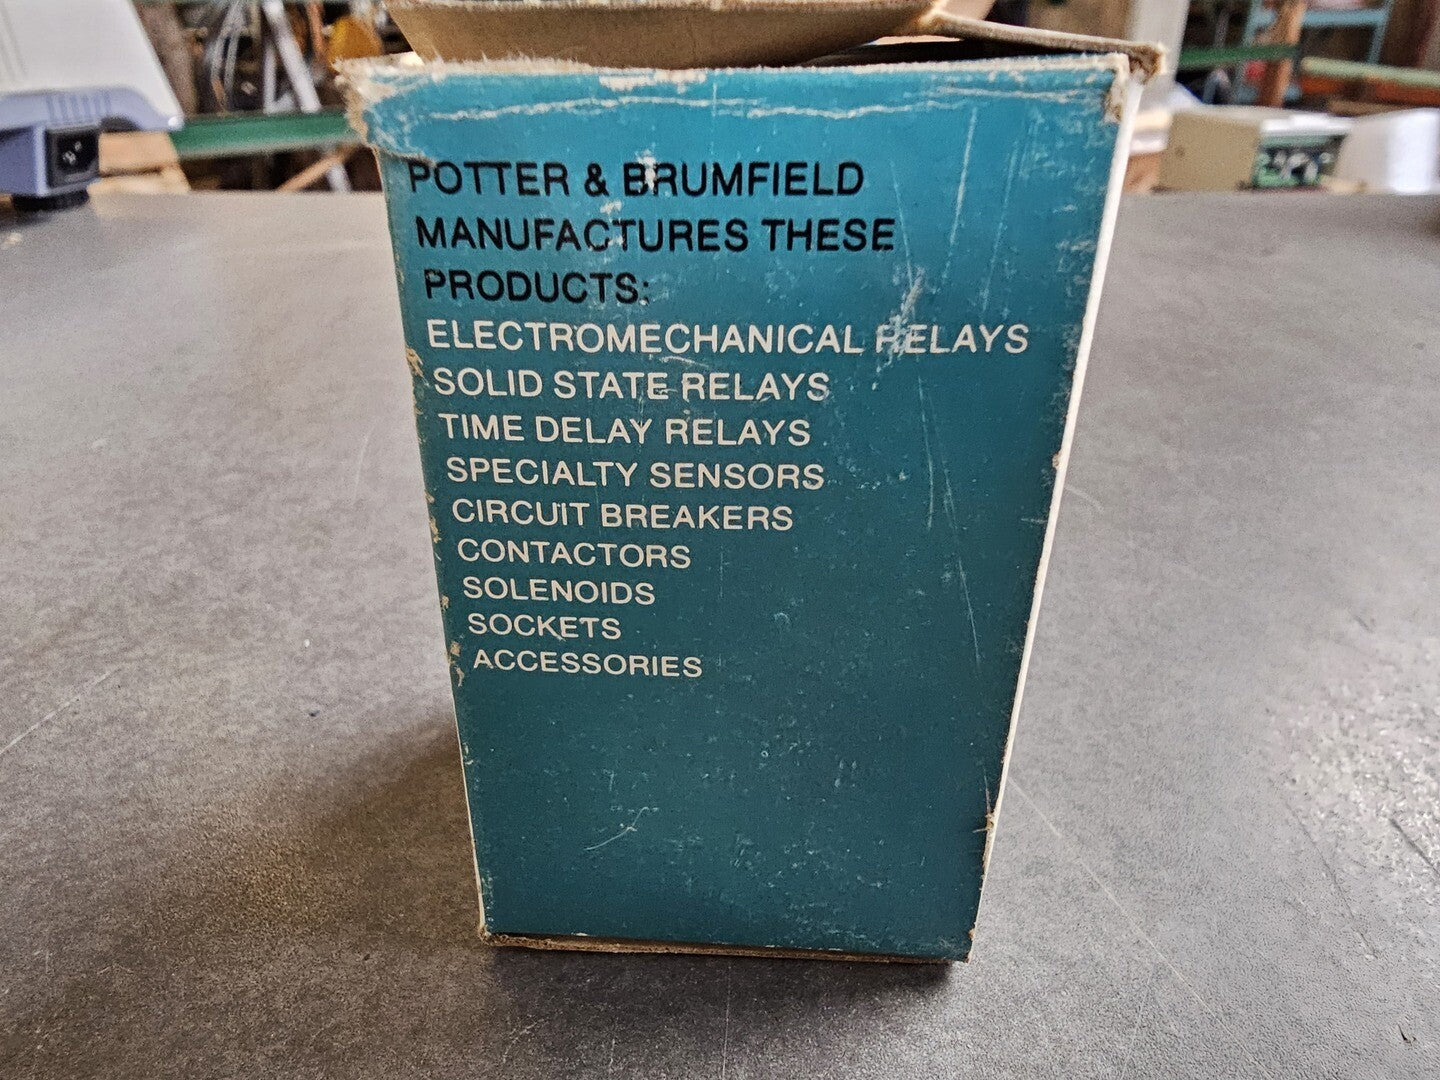 POTTER & BRUMFIELD
MANUFACTURES THESE
PRODUCTS:
ELECTROMECHANICAL RELAYS
SOLID STATE RELAYS
TIME DELAY RELAYS
SPECIALTY SENSORS
CIRCUIT BREAKERS
CONTACTORS
SOLENOIDS
SOCKETS
ACCESSORIES